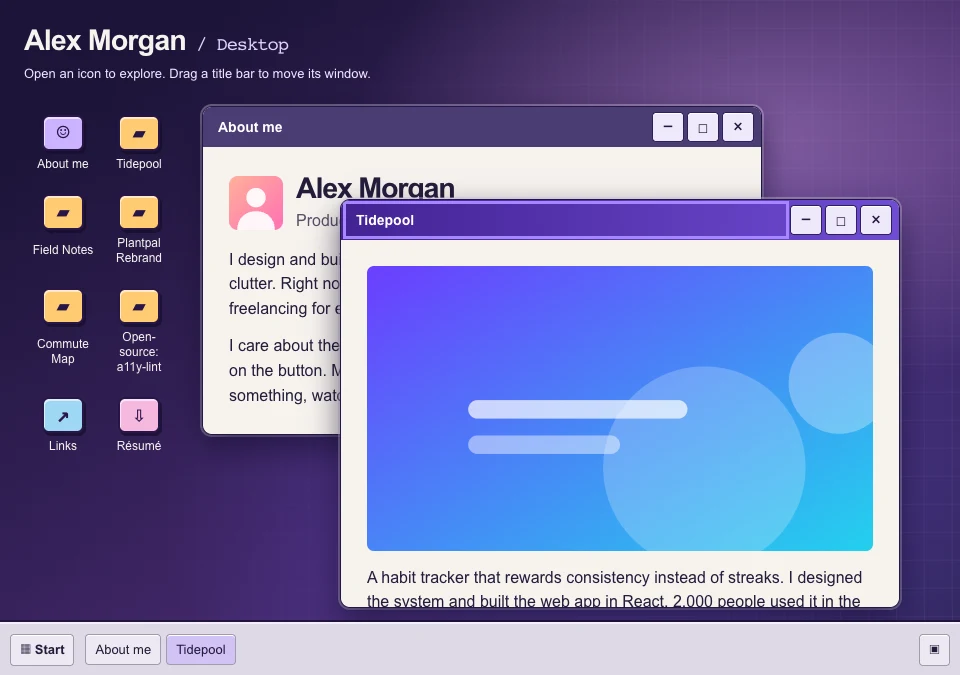 Alex Morgan / Desktop
Open an icon to explore. Drag a title bar to move its window.
About me
Tidepool
Field Notes
Plantpal
Rebrand
Commute
Map
Open-
source:
a11y-lint
Links
Résumé
About me
Alex Morgan
I design and
clutter. Right
freelancing for
I care about the
on the button.
something,
Tidepool
A habit tracker that rewards consistency instead of streaks. I designed
the system and built the web app in React. 2,000 people used it in the
Start
About me
Tidepool